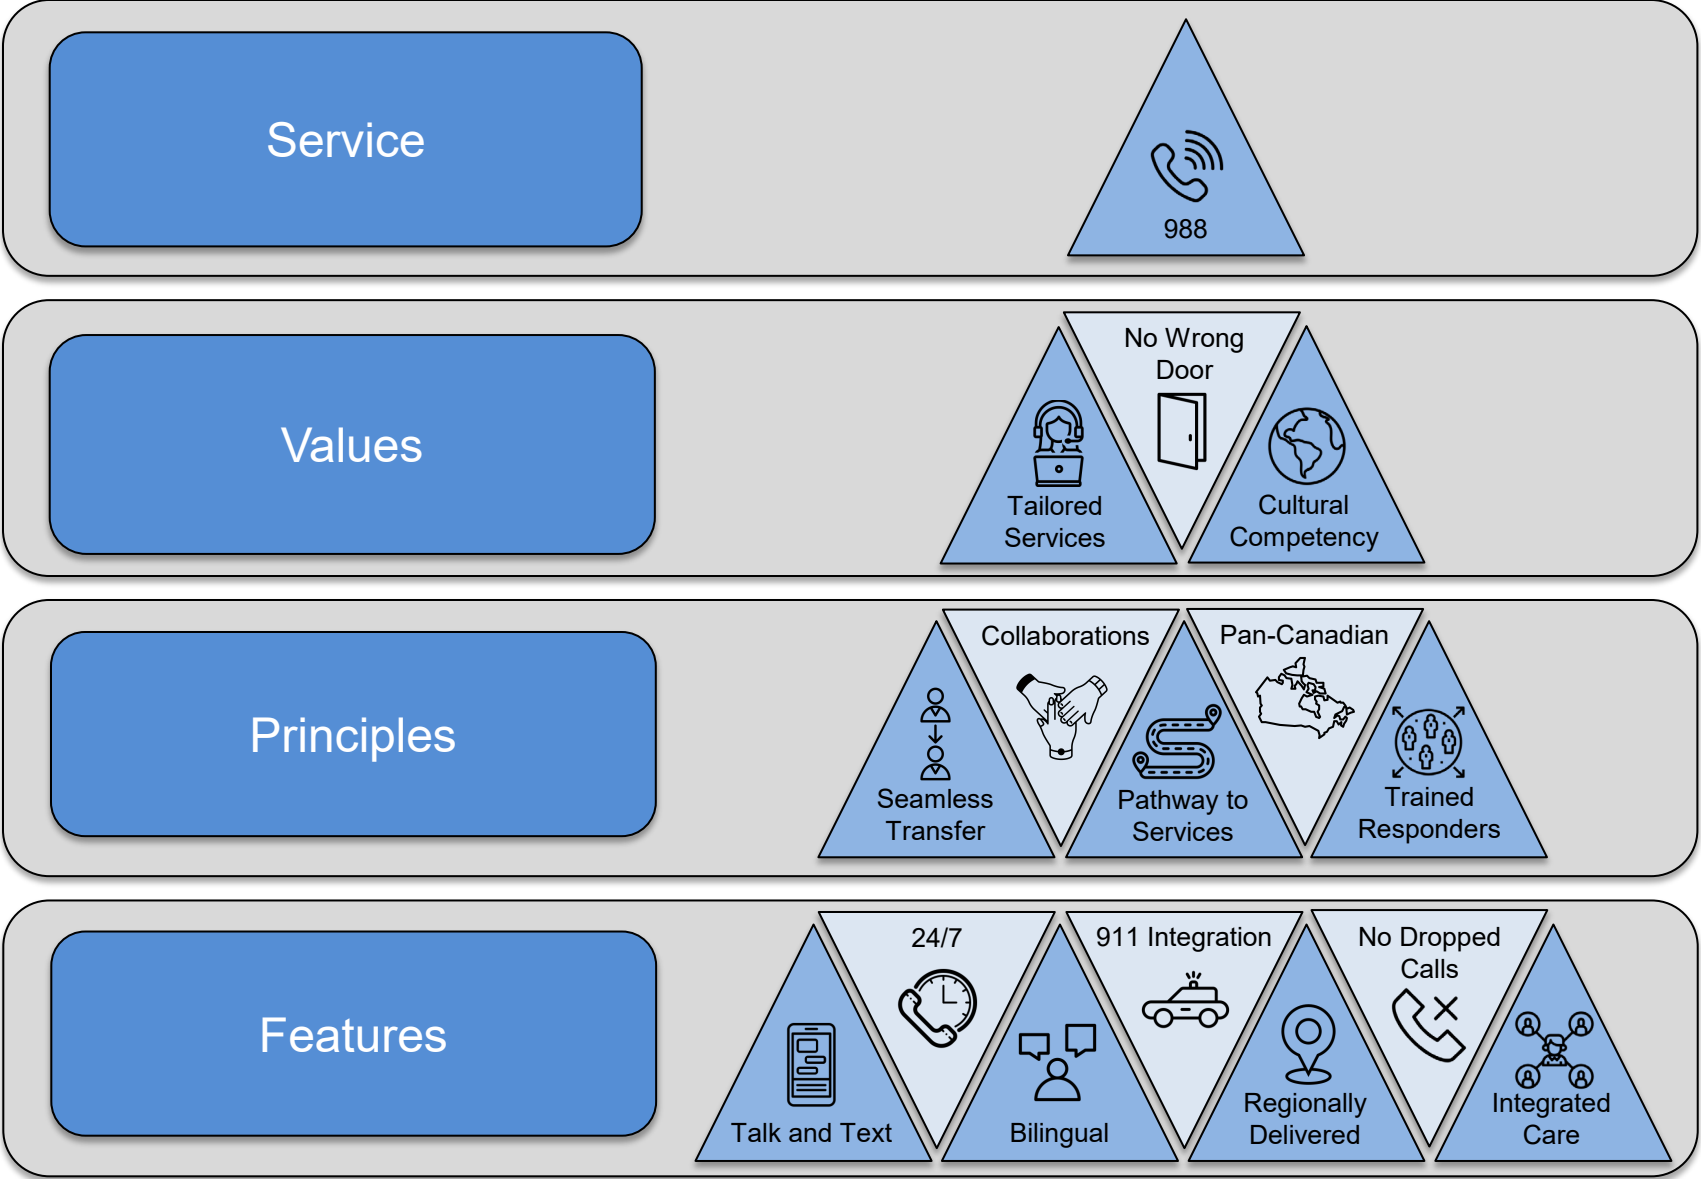 Service
988
Values
No Wrong
Door
Tailored
Services
Cultural
Competency
Principles
Collaborations
Pan-Canadian
Seamless
Transfer
Pathway to
Services
Trained
Responders
Features
24/7
911 Integration
No Dropped
Calls
Talk and Text
Bilingual
Regionally
Delivered
Integrated
Care